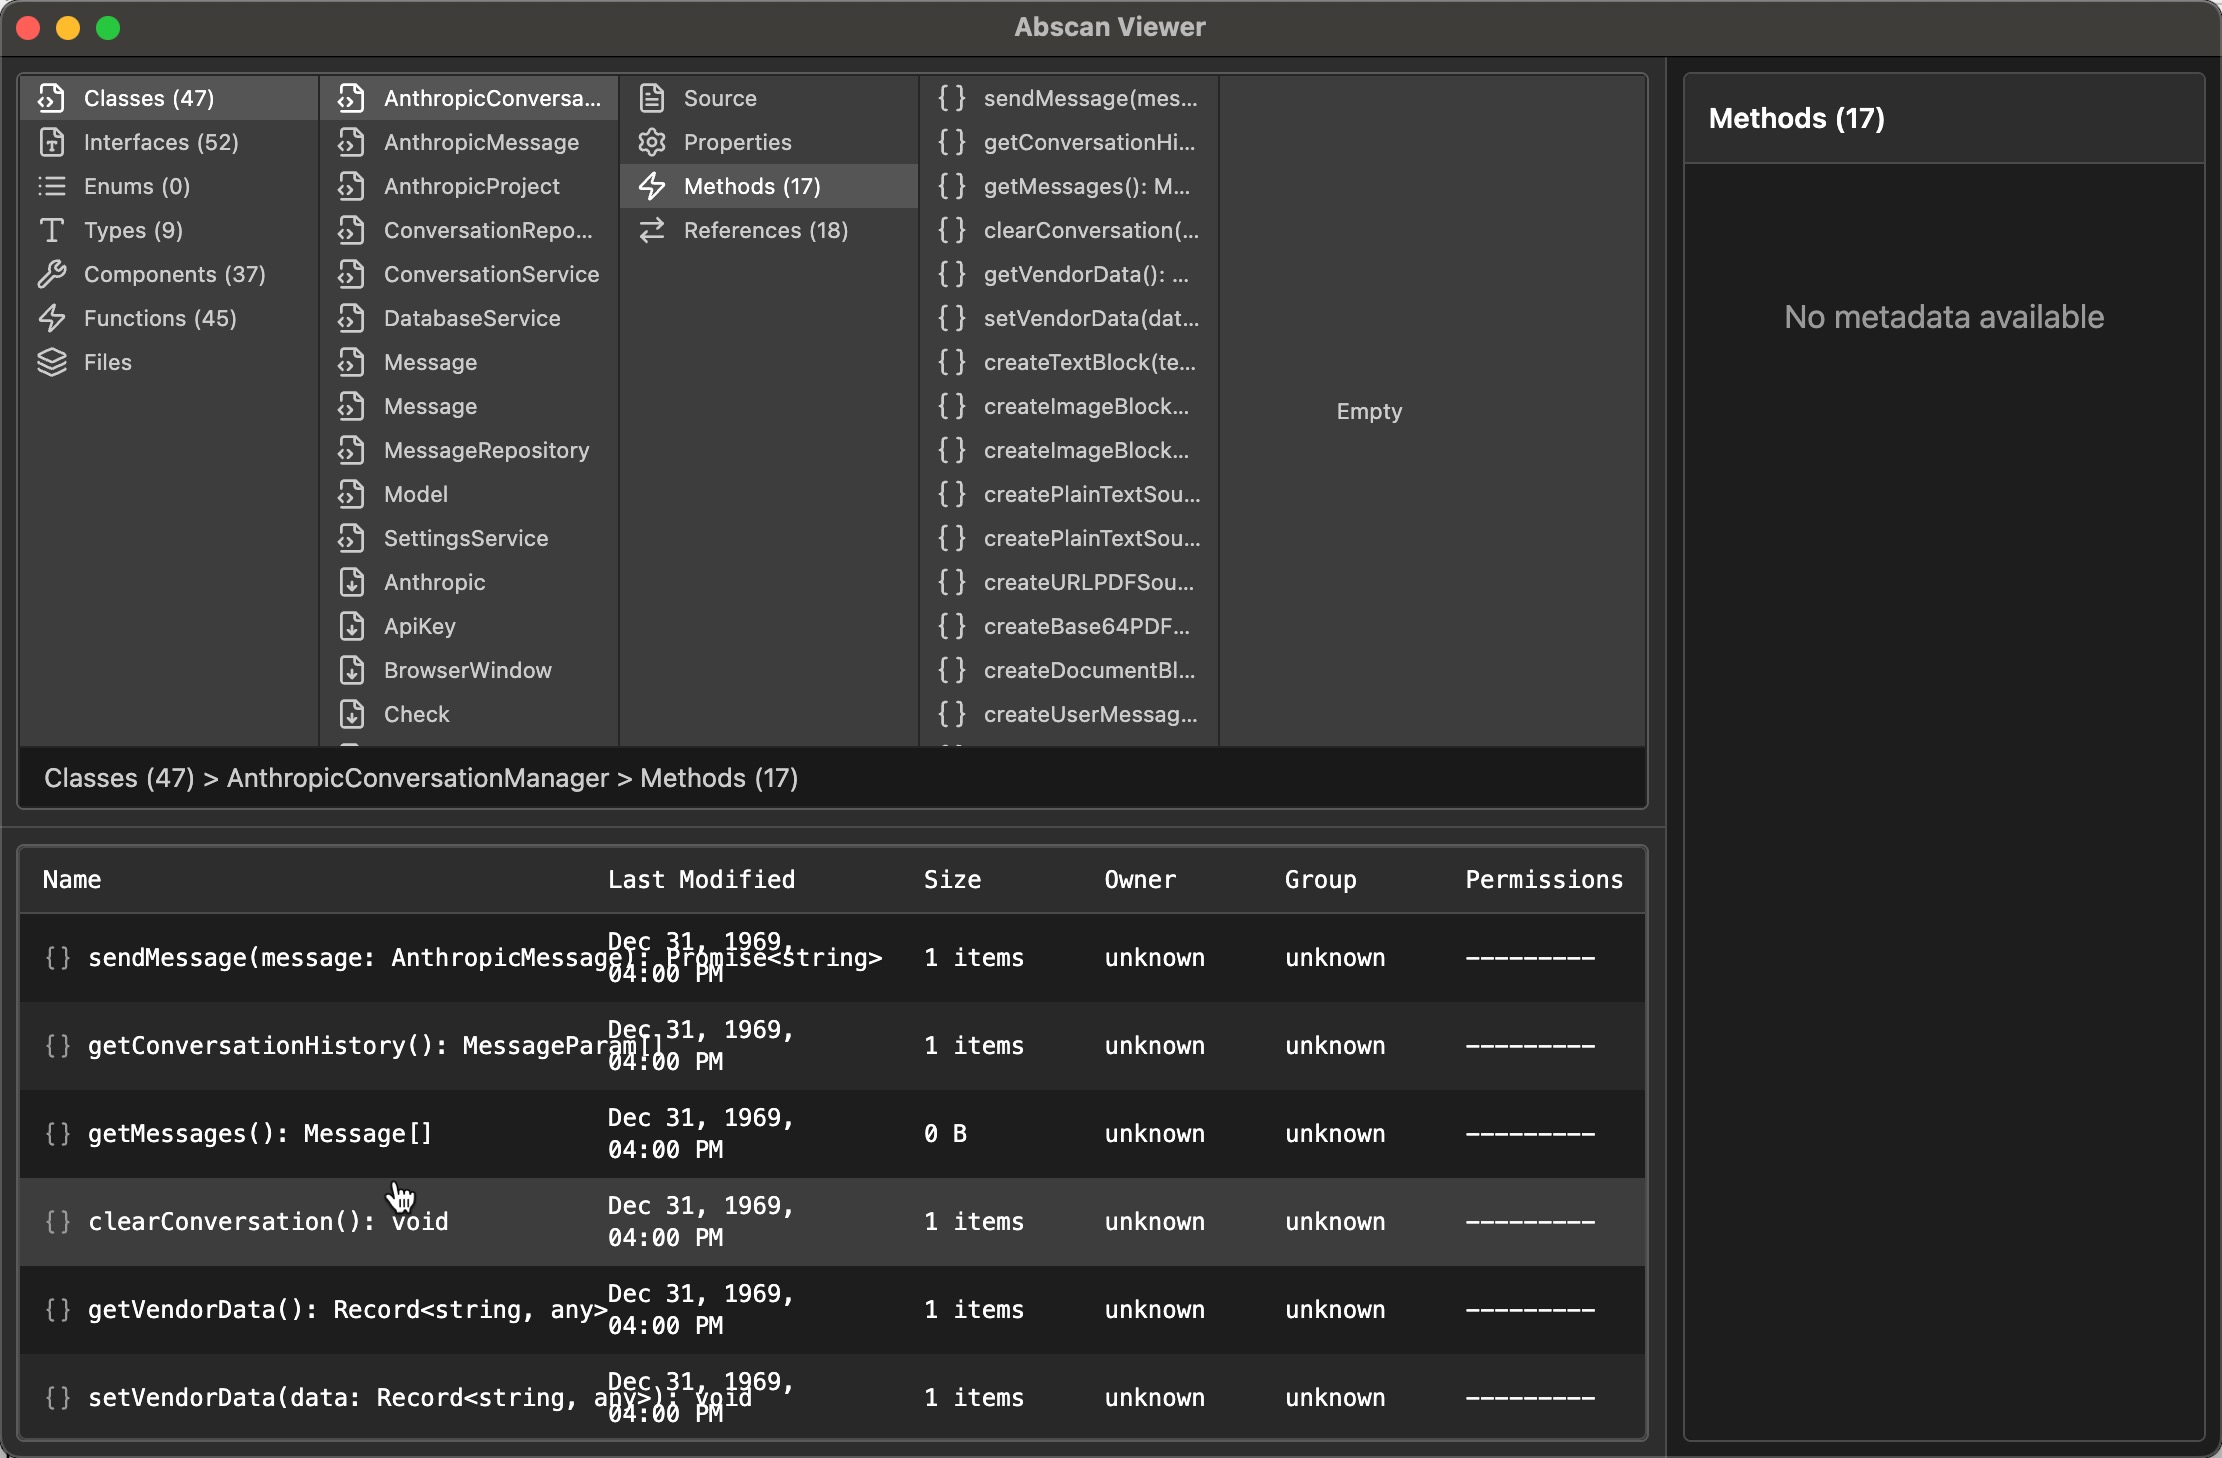 Abscan Viewer
Classes (47)
Interfaces (52)
Enums (0)
Types (9)
Components (37)
Functions (45)
Files
AnthropicConversa...
AnthropicMessage
AnthropicProject
ConversationRepo...
ConversationService
DatabaseService
Message
Message
MessageRepository
Model
SettingsService
Anthropic
ApiKey
BrowserWindow
Check
Source
Properties
Methods (17)
References (18)
sendMessage(mes...
getConversationHi...
getMessages(): M...
clearConversation(...
getVendorData(): ...
setVendorData(dat...
createTextBlock(te...
createImageBlock...
createImageBlock...
createPlainTextSou...
createPlainTextSou...
createURLPDFSou...
createBase64PDF...
createDocumentBl...
createUserMessag...
Empty
Classes (47) > AnthropicConversationManager > Methods (17)
Methods (17)
No metadata available
Name Last Modified Size Owner Group Permissions
{} sendMessage(message: AnthropicMessage): Promise<string> Dec 31, 1969, 04:00 PM 1 items unknown unknown ---------
{} getConversationHistory(): MessageParam[] Dec 31, 1969, 04:00 PM 1 items unknown unknown ---------
{} getMessages(): Message[] Dec 31, 1969, 04:00 PM 0 B unknown unknown ---------
{} clearConversation(): void Dec 31, 1969, 04:00 PM 1 items unknown unknown ---------
{} getVendorData(): Record<string, any> Dec 31, 1969, 04:00 PM 1 items unknown unknown ---------
{} setVendorData(data: Record<string, any>): void Dec 31, 1969, 04:00 PM 1 items unknown unknown ---------